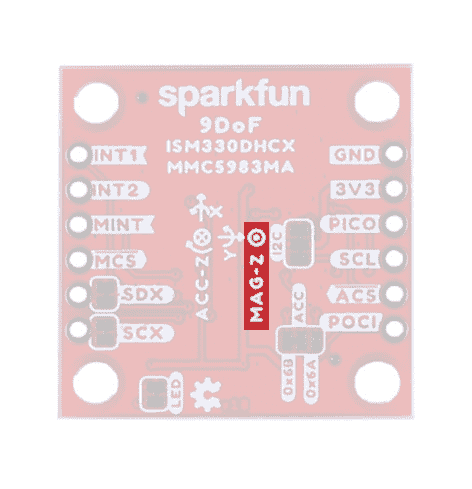 sparkfun
9DoF
ISM330DHCX
MMC5983MA
INT1
GND
INT2
3V3
MINT
PICO
MCS
SCL
SDX
ACS
SCX
POCI
X
Y
ACC-Z
MAG-Z
I2C
ACC
0x6B
0x6A
LED